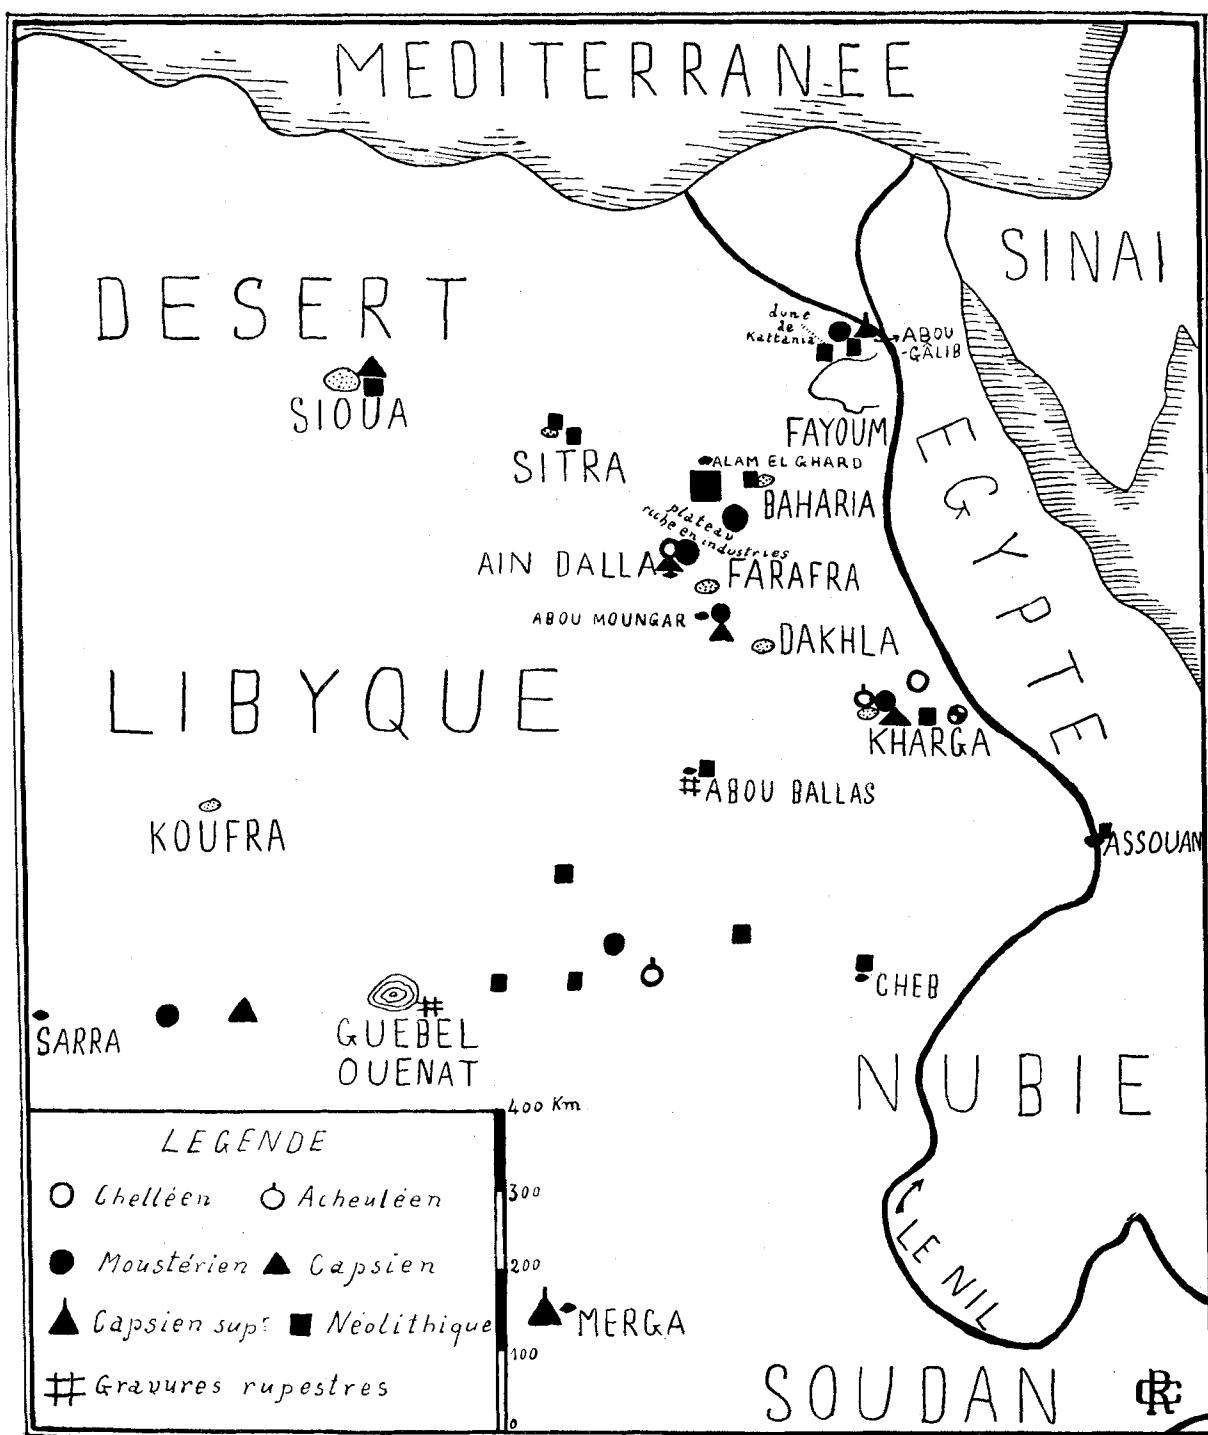 MEDITERRANEE
SINAI
DESERT
dune
de
Kattania
ABOU
-GÂLIB
SIOUA
FAYOUM
EGYPTE
SITRA
ALAM EL GHARD
BAHARIA
plateau
riche en industries
AIN DALLA
FARAFRA
ABOU MOUNGAR
DAKHLA
LIBYQUE
KHARGA
ABOU BALLAS
KOUFRA
ASSOUAN
CHEB
SARRA
GUEBEL
OUENAT
NUBIE
400 Km
LEGENDE
Chelléen
Acheuléen
300
Moustérien
Capsien
200
Capsien supr
Néolithique
MERGA
100
Gravures rupestres
0
LE NIL
SOUDAN